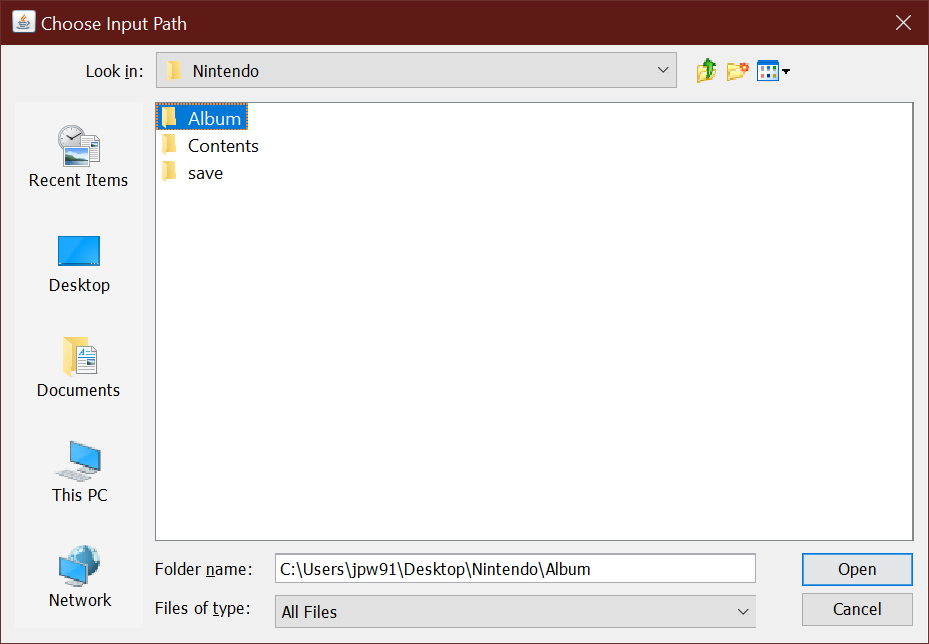 Choose Input Path
Look in:
Nintendo
Album
Contents
save
Recent Items
Desktop
Documents
This PC
Network
Folder name:
C:\Users\jpw91\Desktop\Nintendo\Album
Open
Files of type:
All Files
Cancel